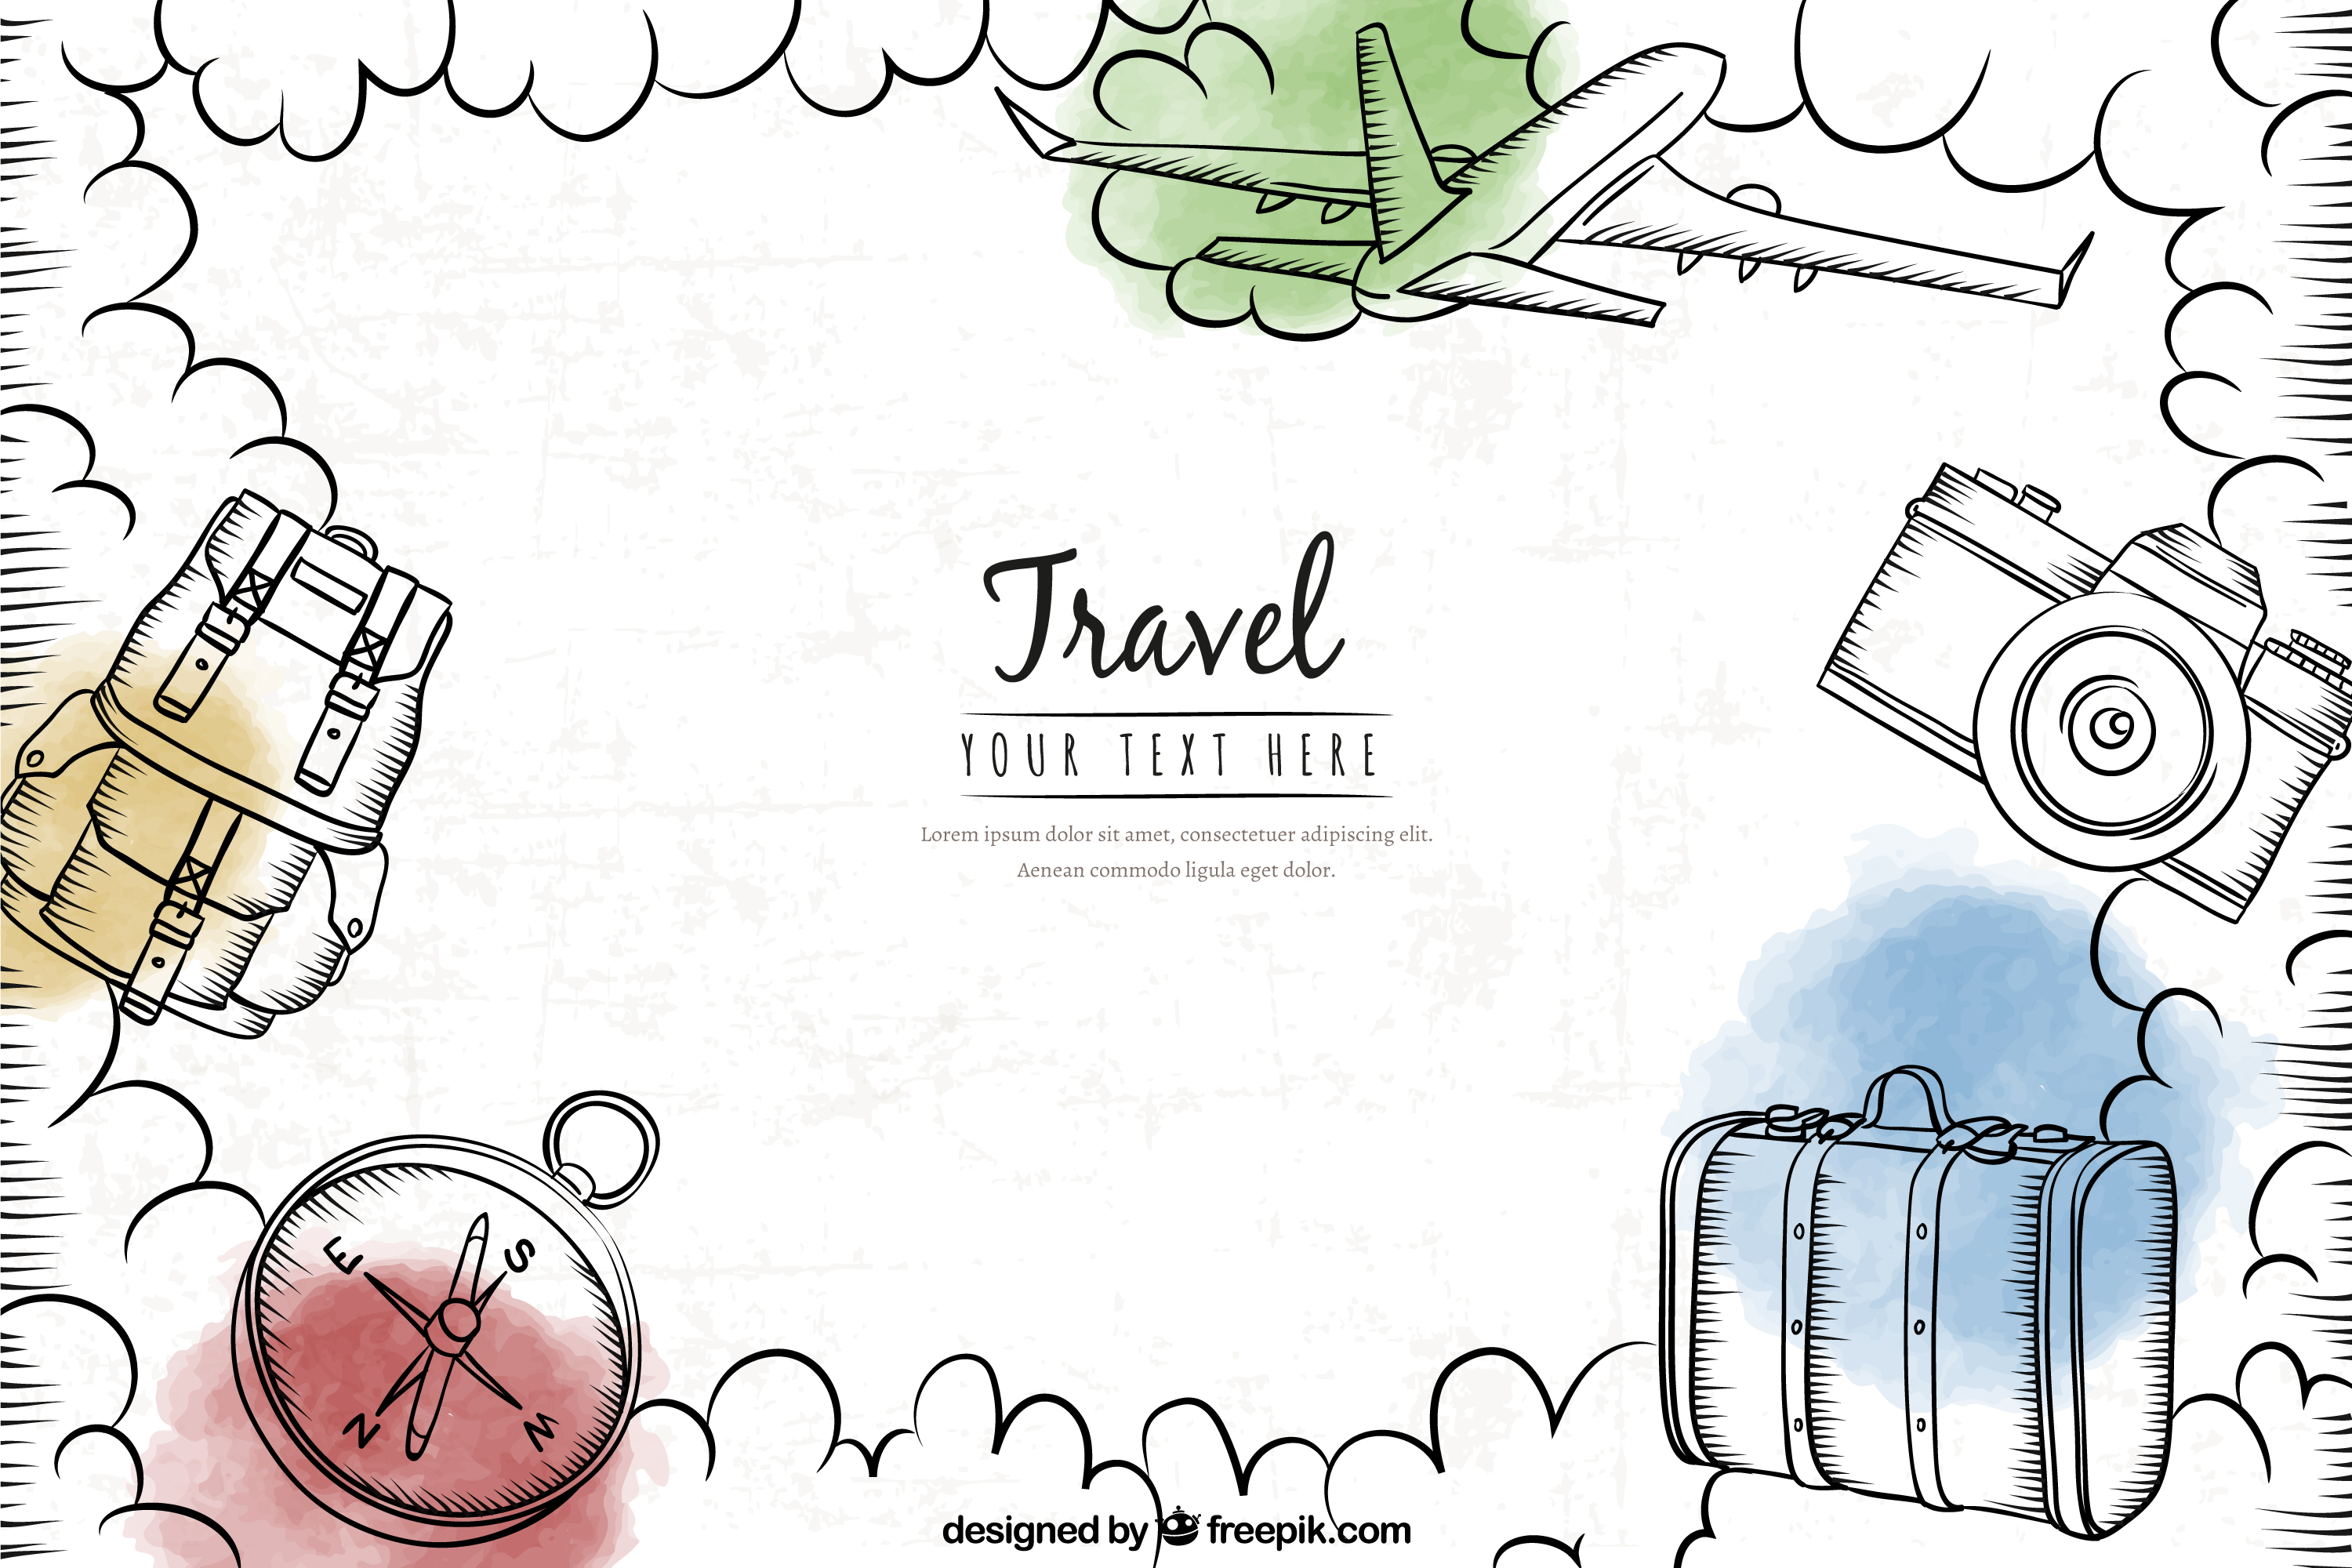 Travel
YOUR TEXT HERE
Lorem ipsum dolor sit amet, consectetuer adipiscing elit.
Aenean commodo ligula eget dolor.
E S
N M
designed by freepik.com